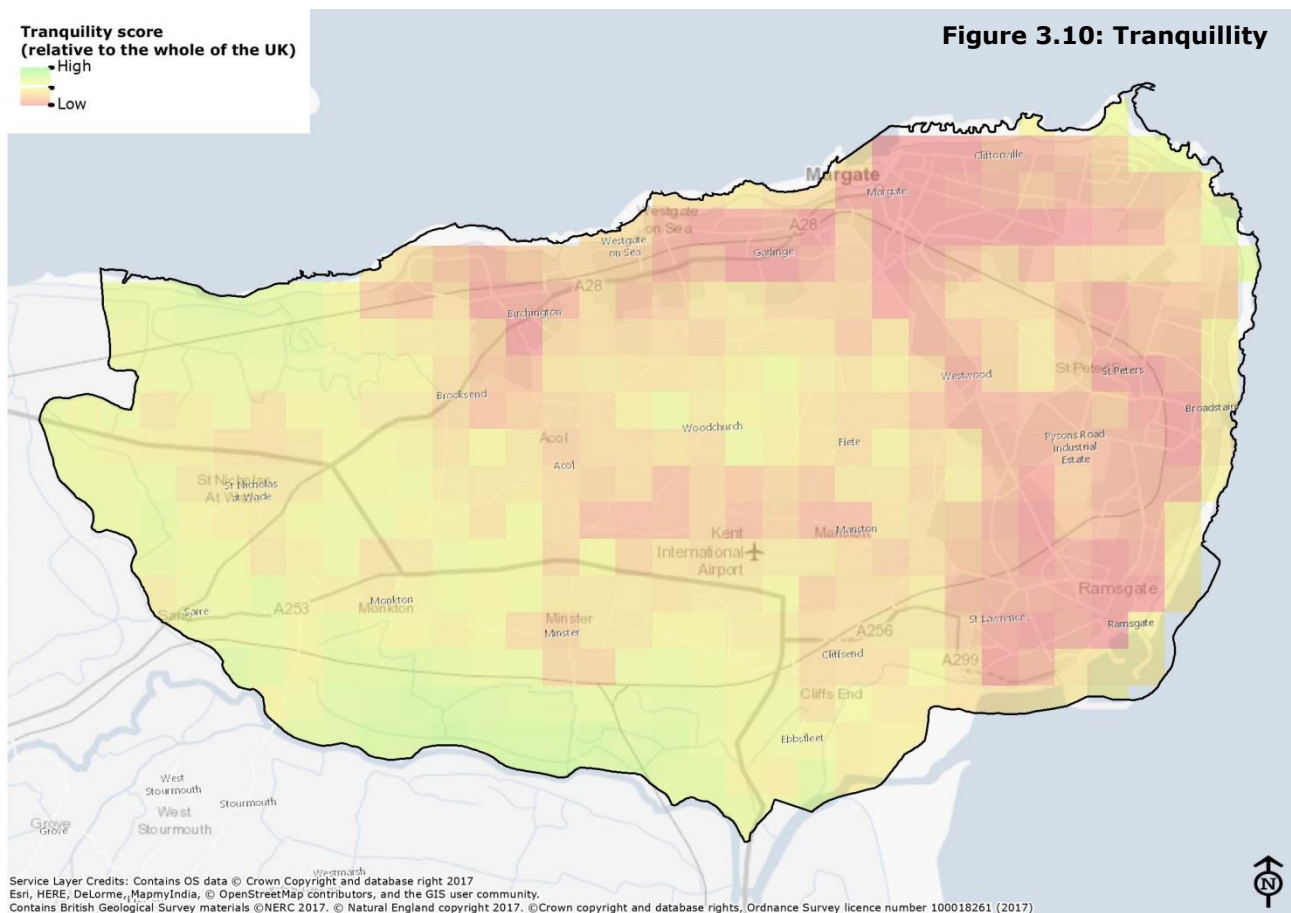 Tranquility score
(relative to the whole of the UK)
High
Low
Figure 3.10: Tranquillity
Cliftonville
Margate
Margate
Westgate
on Sea
Westgate
on Sea
A28
Garlinge
A28
Birchington
St Peters
Westwood
St Peters
Brooksend
Broadstairs
Woodchurch
Acol
Flete
Pysons Road
Industrial
Estate
Acol
St Nicholas
At Wade
St Nicholas
at Wade
Kent
International
Airport
Manston
Manston
Ramsgate
Monkton
Monkton
A253
Sarre
Sarre
Minster
Minster
St Lawrence
Ramsgate
A256
Cliffsend
A299
Cliffs End
Ebbsfleet
West
Stourmouth
Stourmouth
West
Stourmouth
Grove
Grove
Westmarsh
N
Service Layer Credits: Contains OS data © Crown Copyright and database right 2017
Esri, HERE, DeLorme, MapmyIndia, © OpenStreetMap contributors, and the GIS user community.
Contains British Geological Survey materials ©NERC 2017. © Natural England copyright 2017. ©Crown copyright and database rights, Ordnance Survey licence number 100018261 (2017)